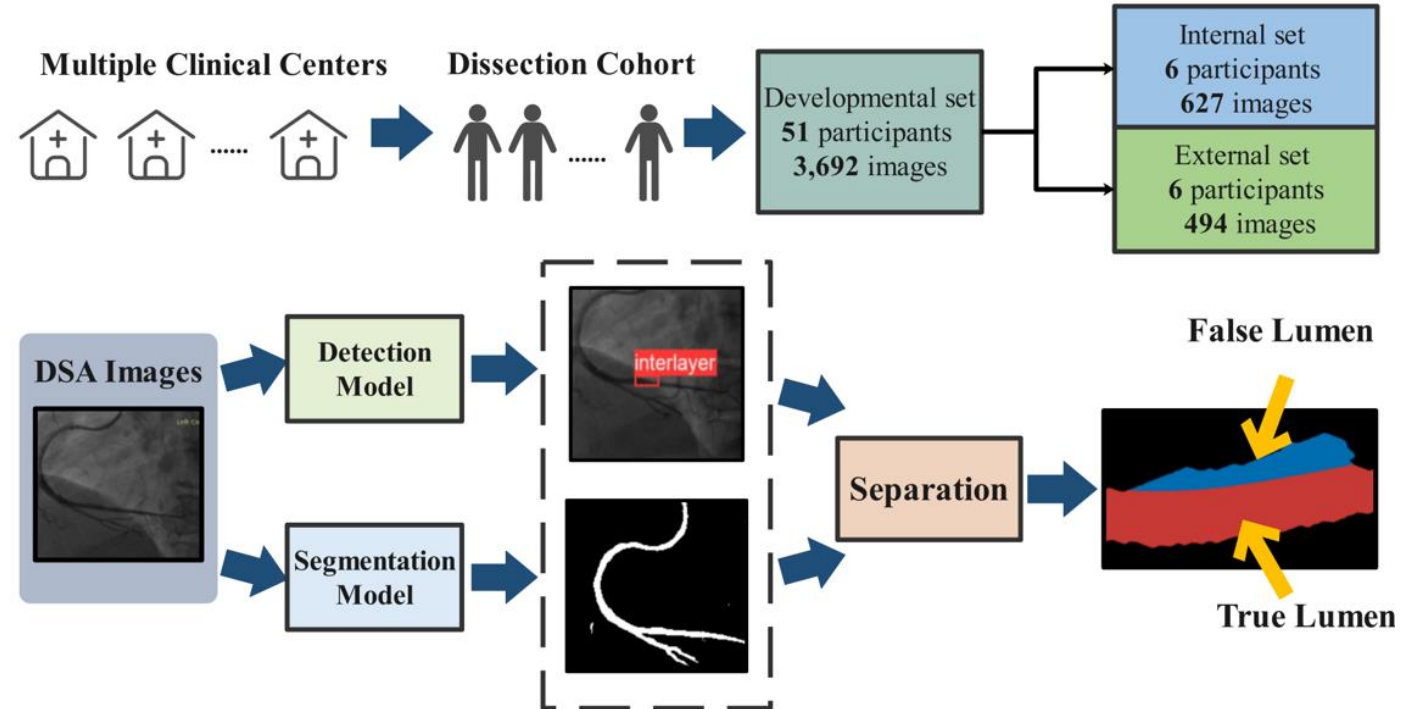 Multiple Clinical Centers
......
Dissection Cohort
......
Developmental set
51 participants
3,692 images
Internal set
6 participants
627 images
External set
6 participants
494 images
DSA Images
Detection
Model
interlayer
Segmentation
Model
Separation
False Lumen
True Lumen